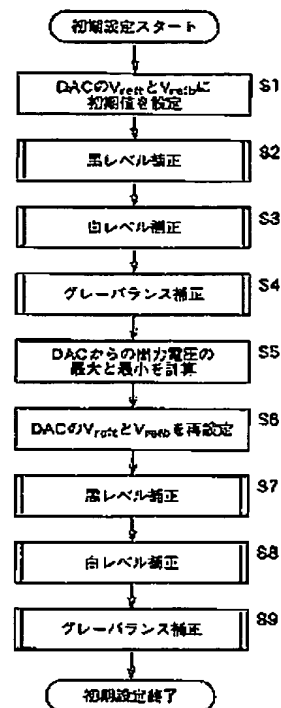 初期設定スタート
DACのVreftとVrefbに
初期値を設定
S1
黒レベル補正
S2
白レベル補正
S3
グレーバランス補正
S4
DACからの出力電圧の
最大と最小を計算
S5
DACのVreftとVrefbを再設定
S6
黒レベル補正
S7
白レベル補正
S8
グレーバランス補正
S9
初期設定終了